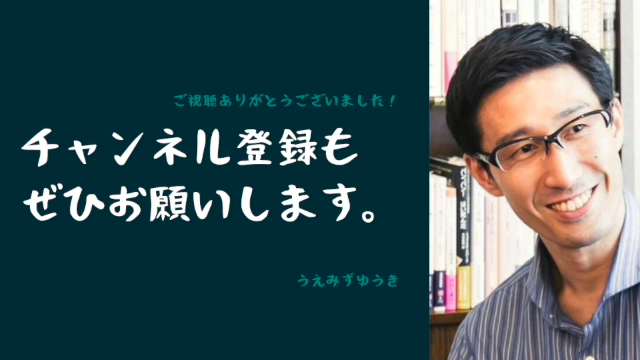 ご視聴ありがとうございました！
チャンネル登録も
ぜひお願いします。
うえみずゆうき